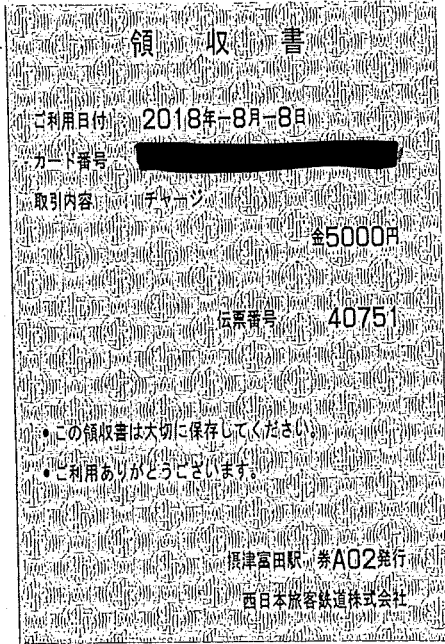 領収書
ご利用日付 2018年-8月-8日
カード番号
取引内容 チャージ
金5000円
伝票番号 40751
•この領収書は大切に保存してください。
•ご利用ありがとうございます。
摂津富田駅 券A02発行
西日本旅客鉄道株式会社